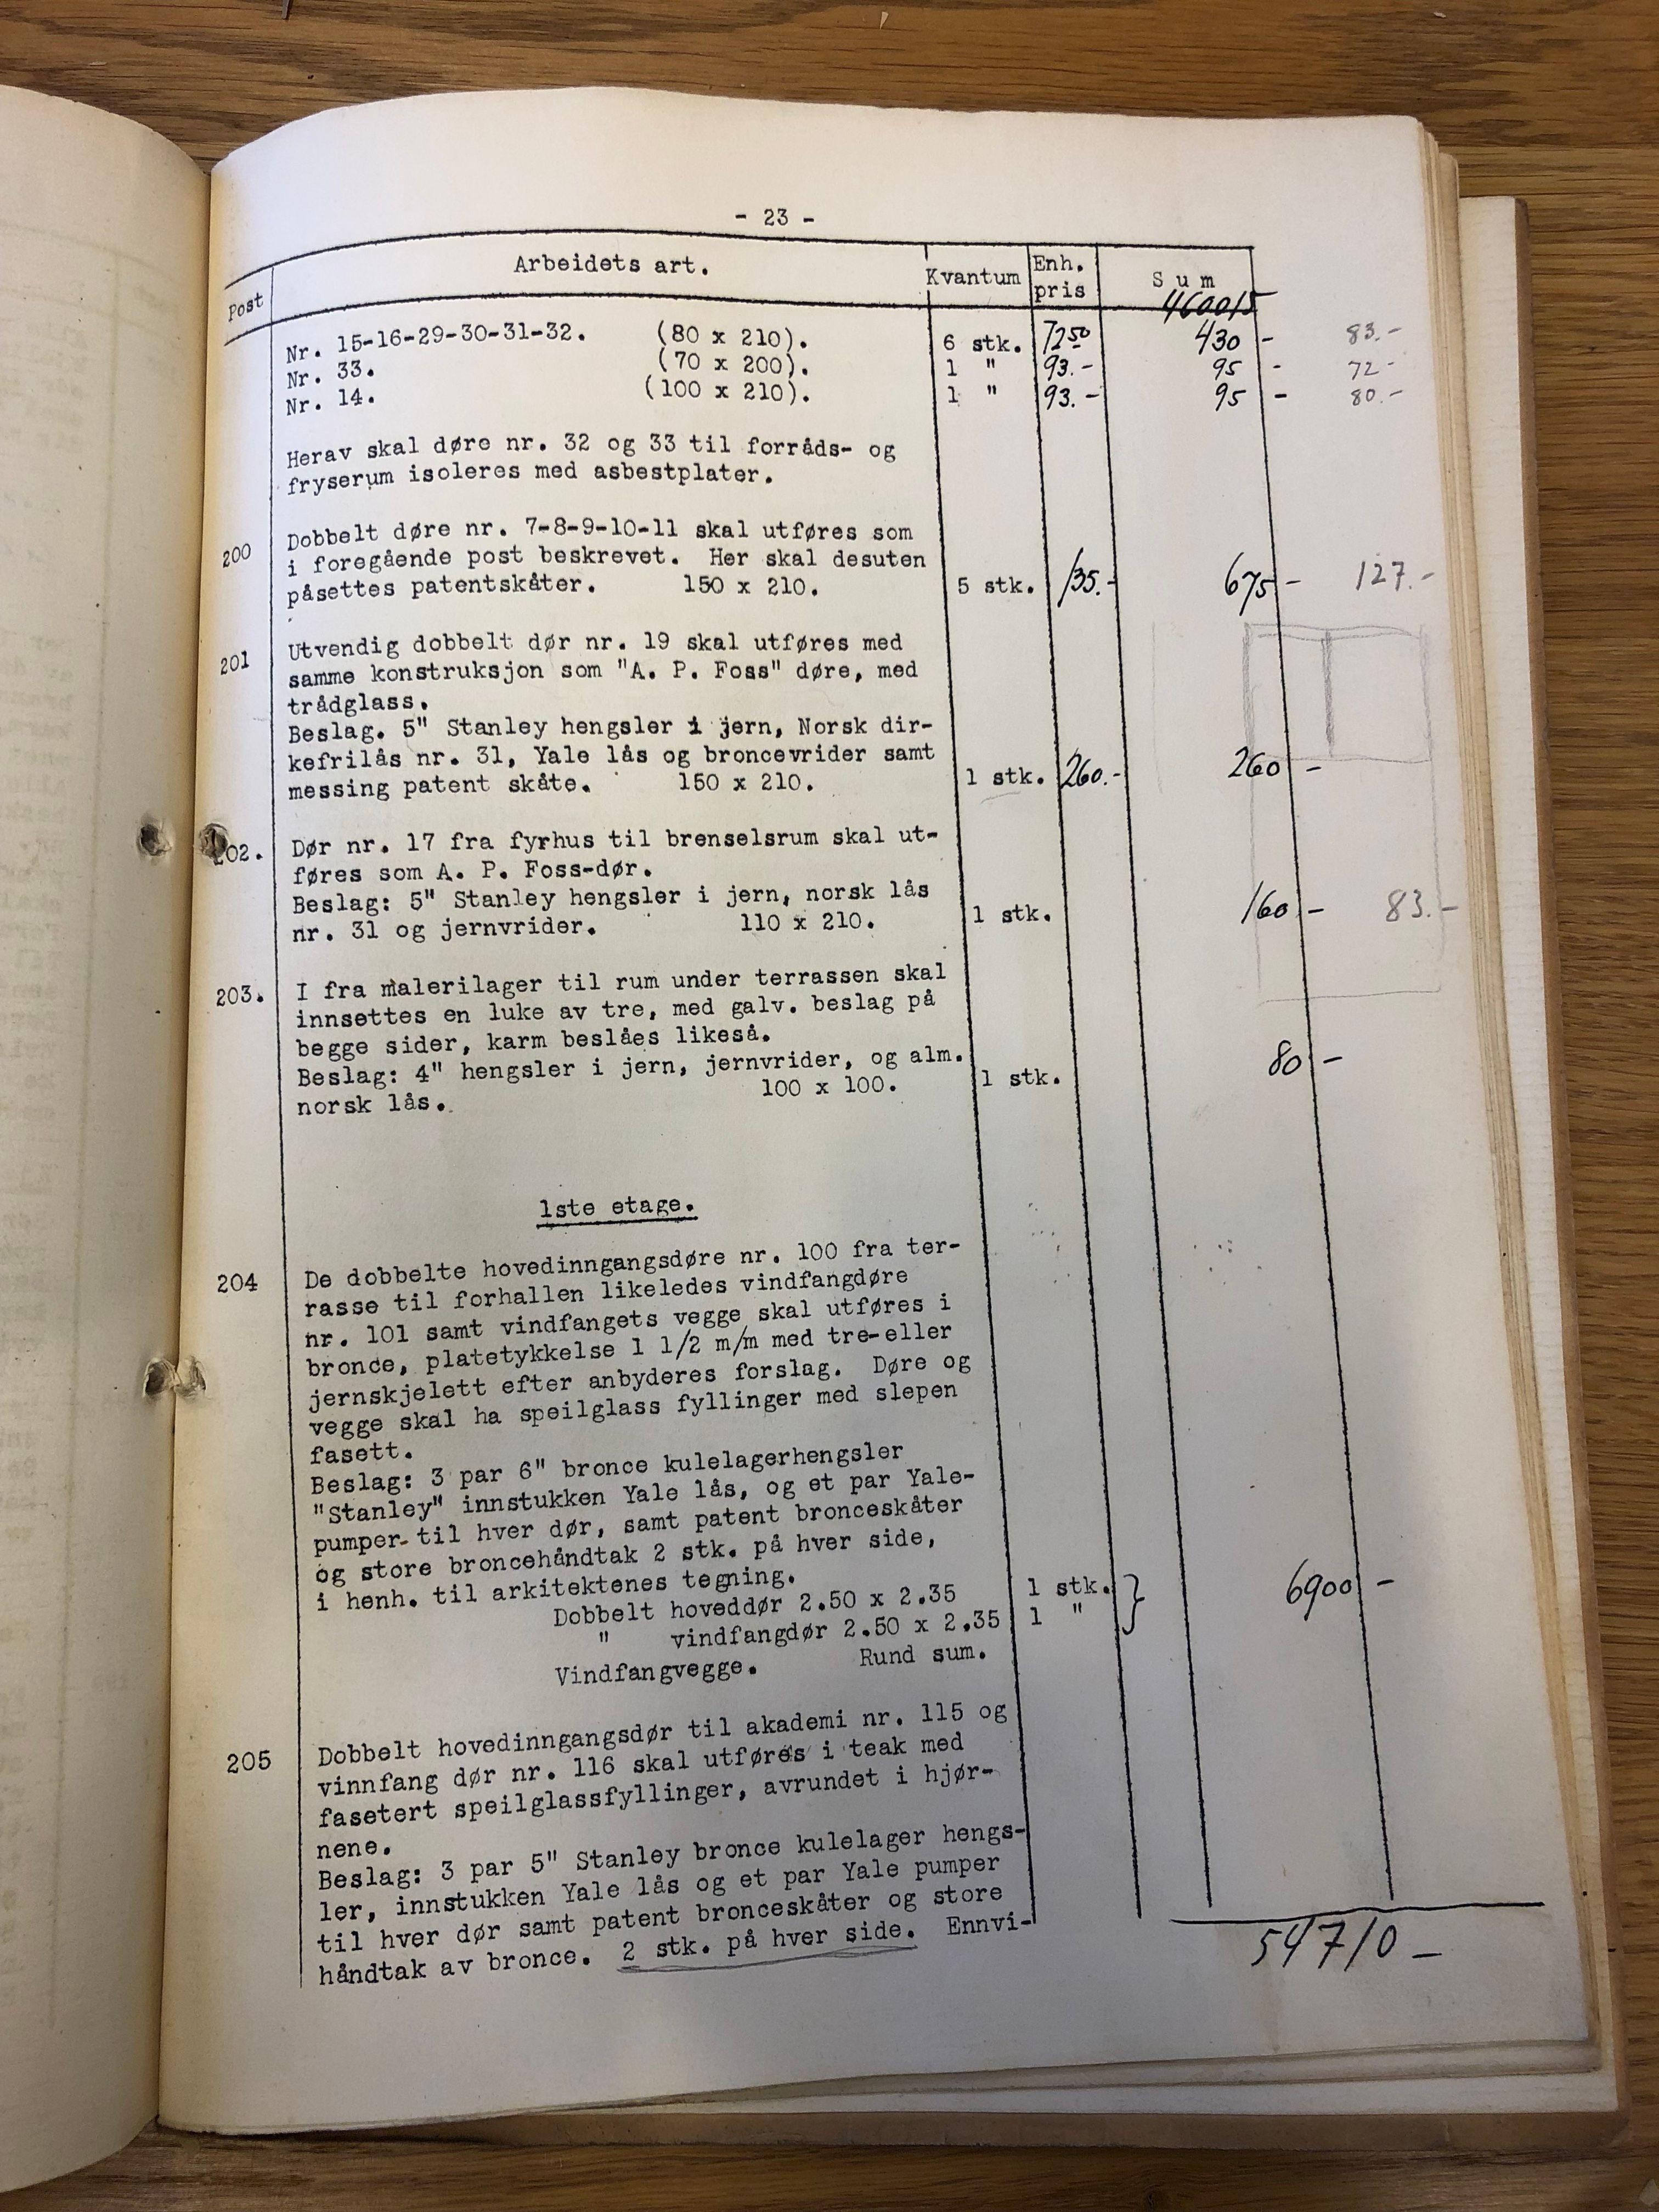 - 23 -
Post Arbeidets art. Kvantum Enh. pris Sum
460015
Nr. 15-16-29-30-31-32. (80 x 210). 6 stk. 72 50 430 - 83.-
Nr. 33. (70 x 200). 1 " 93.- 95 - 72 -
Nr. 14. (100 x 210). 1 " 93.- 95 - 80.-
Herav skal døre nr. 32 og 33 til forråds- og
fryserum isoleres med asbestplater.
200 Dobbelt døre nr. 7-8-9-10-11 skal utføres som
i foregående post beskrevet. Her skal desuten
påsettes patentskåter. 150 x 210. 5 stk. 135.- 675 - 127.-
201 Utvendig dobbelt dør nr. 19 skal utføres med
samme konstruksjon som "A. P. Foss" døre, med
trådglass.
Beslag. 5" Stanley hengsler i jern, Norsk dir-
kefrilås nr. 31, Yale lås og broncevrider samt
messing patent skåte. 150 x 210. 1 stk. 260.- 260 -
202. Dør nr. 17 fra fyrhus til brenselsrum skal ut-
føres som A. P. Foss-dør.
Beslag: 5" Stanley hengsler i jern, norsk lås
nr. 31 og jernvrider. 110 x 210. 1 stk. 160 - 83.-
203. I fra malerilager til rum under terrassen skal
innsettes en luke av tre, med galv. beslag på
begge sider, karm beslåes likeså.
Beslag: 4" hengsler i jern, jernvrider, og alm.
norsk lås. 100 x 100. 1 stk. 80 -
1ste etage.
204 De dobbelte hovedinngangsdøre nr. 100 fra ter-
rasse til forhallen likeledes vindfangdøre
nr. 101 samt vindfangets vegge skal utføres i
bronce, platetykkelse 1 1/2 m/m med tre-eller
jernskjelett efter anbyderes forslag. Døre og
vegge skal ha speilglass fyllinger med slepen
fasett.
Beslag: 3 par 6" bronce kulelagerhengsler
"Stanley" innstukken Yale lås, og et par Yale-
pumper- til hver dør, samt patent bronceskåter
og store broncehåndtak 2 stk. på hver side,
i henh. til arkitektenes tegning.
Dobbelt hoveddør 2.50 x 2.35 1 stk. 6900 -
" vindfangdør 2.50 x 2.35 1 "
Vindfangvegge. Rund sum.
205 Dobbelt hovedinngangsdør til akademi nr. 115 og
vinnfang dør nr. 116 skal utføres i teak med
fasetert speilglassfyllinger, avrundet i hjør-
nene.
Beslag: 3 par 5" Stanley bronce kulelager hengs-
ler, innstukken Yale lås og et par Yale pumper
til hver dør samt patent bronceskåter og store
håndtak av bronce. 2 stk. på hver side. Ennvi-
54710 -